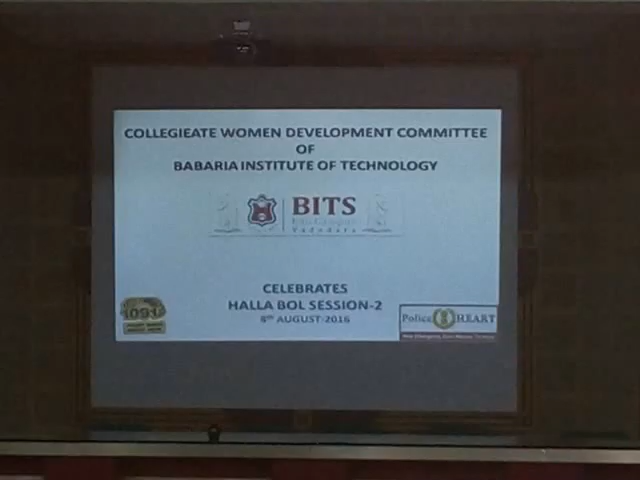 COLLEGIEATE WOMEN DEVELOPMENT COMMITTEE
OF
BABARIA INSTITUTE OF TECHNOLOGY
BITS
Vadodara
CELEBRATES
HALLA BOL SESSION-2
8TH AUGUST-2016
1091
Police HEART